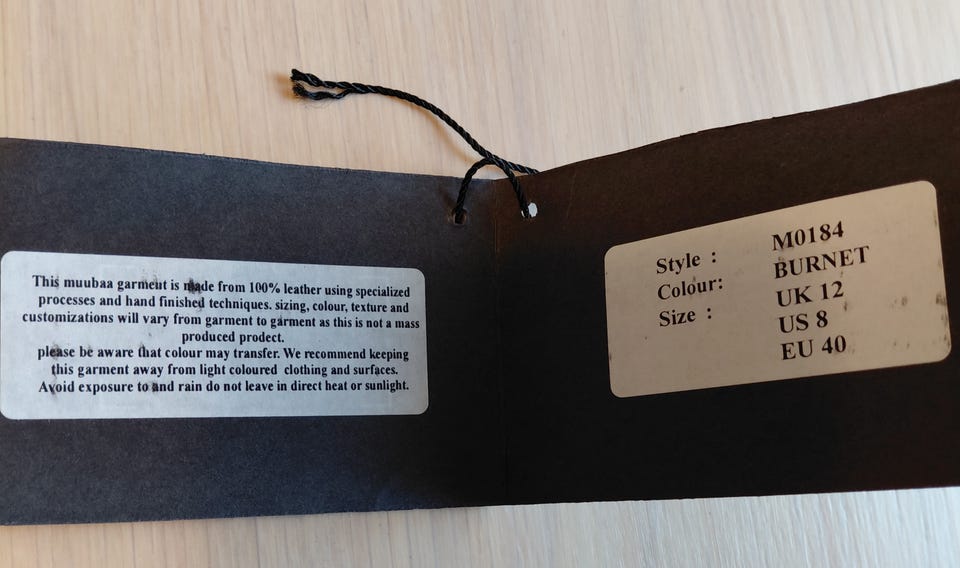 This muubaa garment is made from 100% leather using specialized
processes and hand finished techniques. sizing, colour, texture and
customizations will vary from garment to garment as this is not a mass
produced prodect.
please be aware that colour may transfer. We recommend keeping
this garment away from light coloured clothing and surfaces.
Avoid exposure to and rain do not leave in direct heat or sunlight.
Style : M0184
Colour: BURNET
Size : UK 12
US 8
EU 40